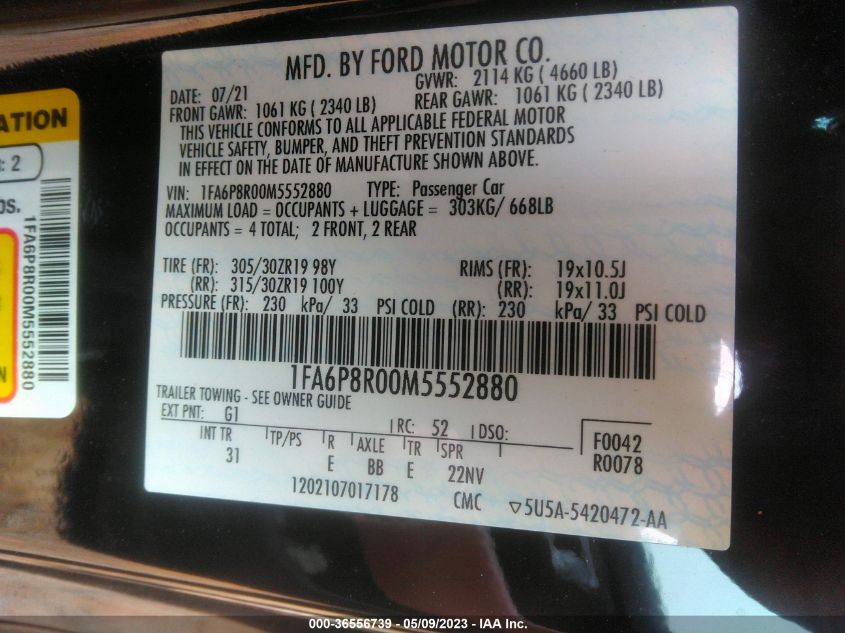 MFD. BY FORD MOTOR CO.
DATE: 07/21 GVWR: 2114 KG ( 4660 LB)
FRONT GAWR: 1061 KG ( 2340 LB) REAR GAWR: 1061 KG ( 2340 LB)
THIS VEHICLE CONFORMS TO ALL APPLICABLE FEDERAL MOTOR
VEHICLE SAFETY, BUMPER, AND THEFT PREVENTION STANDARDS
IN EFFECT ON THE DATE OF MANUFACTURE SHOWN ABOVE.
VIN: 1FA6P8R00M5552880 TYPE: Passenger Car
MAXIMUM LOAD = OCCUPANTS + LUGGAGE = 303KG/ 668LB
OCCUPANTS = 4 TOTAL; 2 FRONT, 2 REAR
TIRE (FR): 305/30ZR19 98Y RIMS (FR): 19x10.5J
(RR): 315/30ZR19 100Y (RR): 19x11.0J
PRESSURE (FR): 230 kPa/ 33 PSI COLD (RR): 230 kPa/ 33 PSI COLD
1FA6P8R00M5552880
TRAILER TOWING - SEE OWNER GUIDE
EXT PNT: G1 RC: 52 DSO: F0042
INT TR TP/PS R AXLE TR SPR R0078
31 E BB E 22NV
1202107017178 CMC ▽5U5A-5420472-AA
ATION
: 2
os.
1FA6P8R00M5552880
N
000-36556739 - 05/09/2023 - IAA Inc.